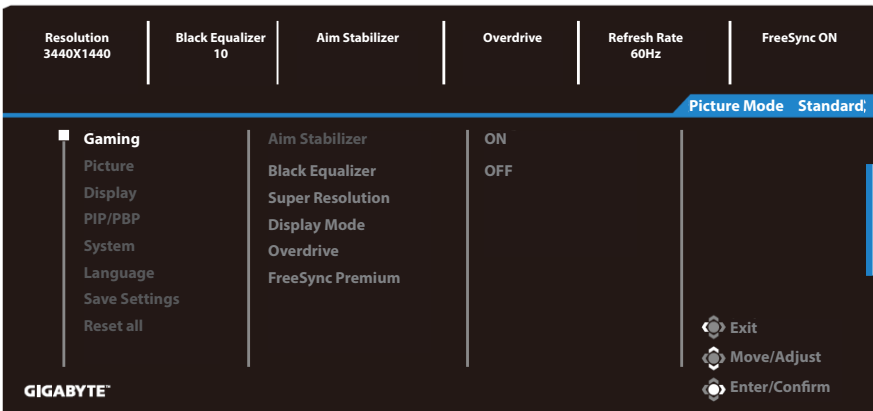 Resolution
3440X1440
Black Equalizer
10
Aim Stabilizer
Overdrive
Refresh Rate
60Hz
FreeSync ON
Picture Mode Standard
Gaming
Picture
Display
PIP/PBP
System
Language
Save Settings
Reset all
Aim Stabilizer
Black Equalizer
Super Resolution
Display Mode
Overdrive
FreeSync Premium
ON
OFF
Exit
Move/Adjust
Enter/Confirm
GIGABYTE™